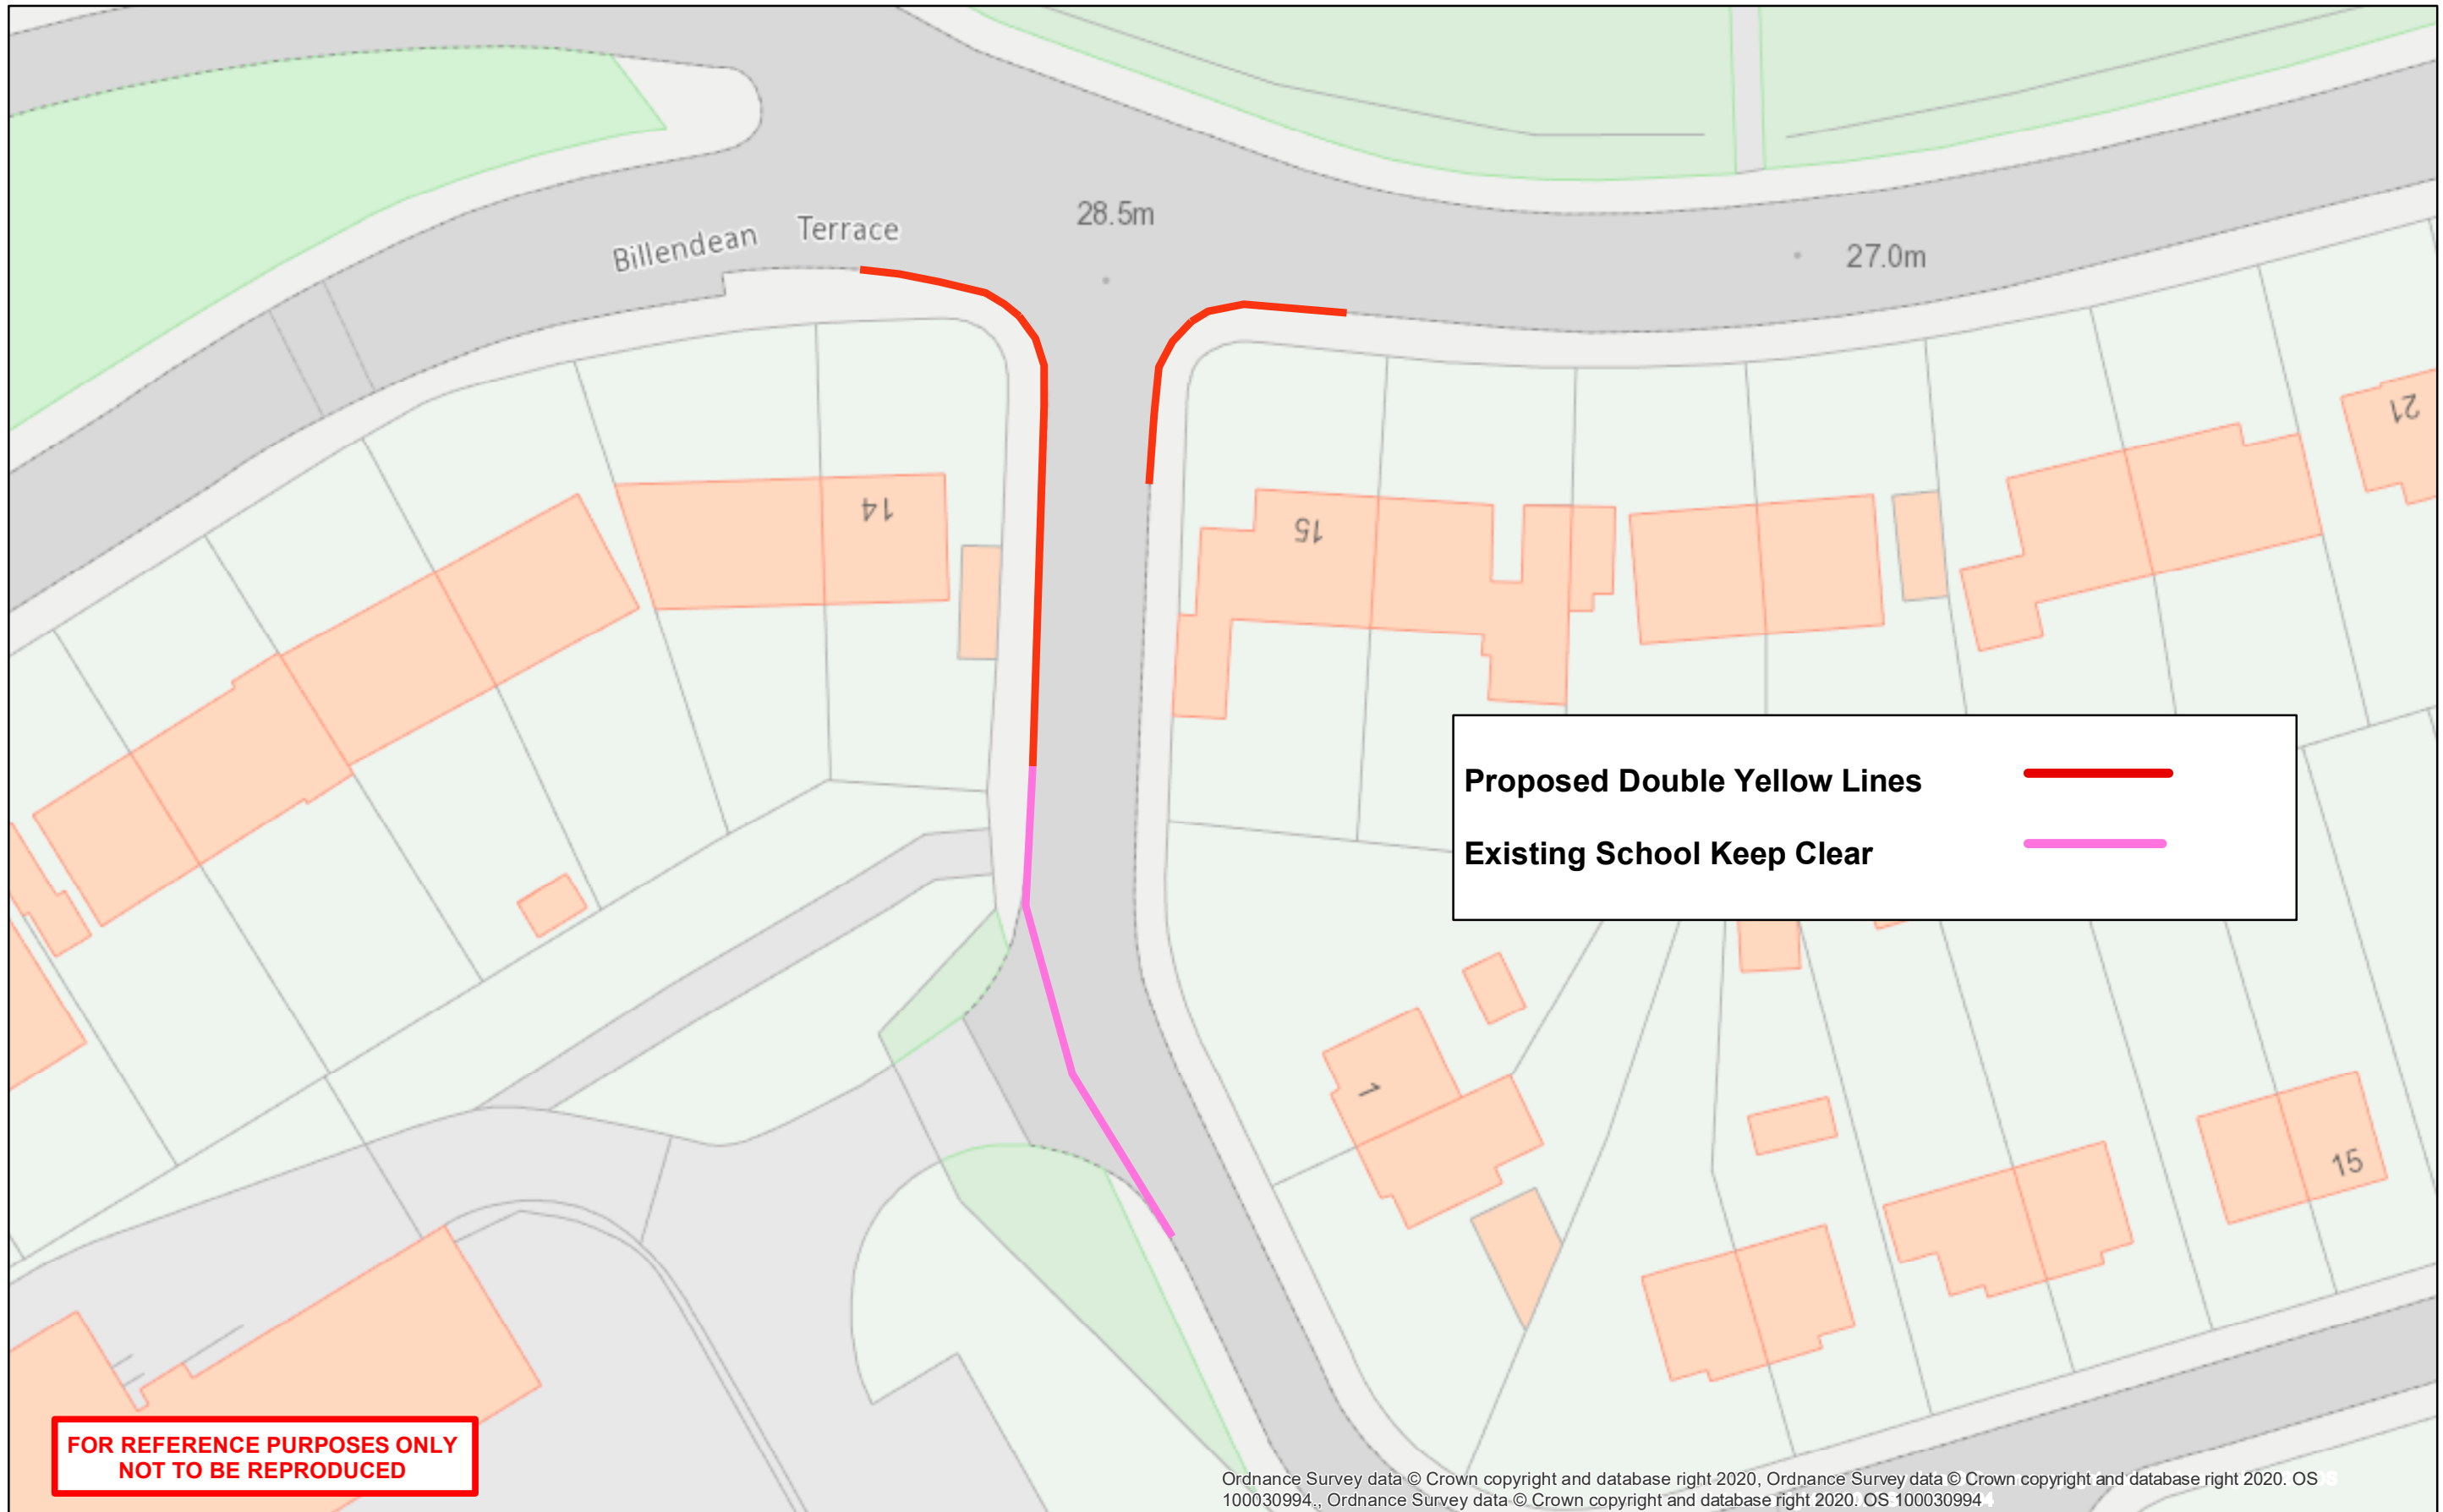 Billendean Terrace
28.5m
27.0m
21
14
15
Proposed Double Yellow Lines
Existing School Keep Clear
1
15
FOR REFERENCE PURPOSES ONLY
NOT TO BE REPRODUCED
Ordnance Survey data © Crown copyright and database right 2020, Ordnance Survey data © Crown copyright and database right 2020. OS
100030994., Ordnance Survey data © Crown copyright and database right 2020. OS 100030994